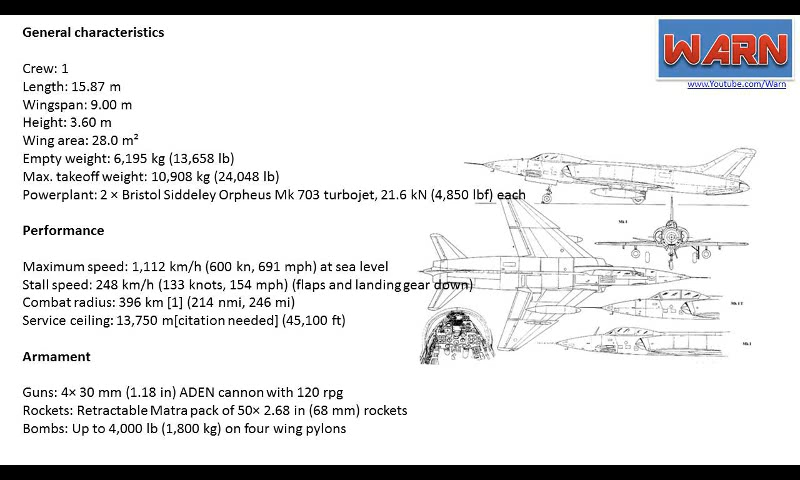 General characteristics
WARN
www.Youtube.com/Warn
Crew: 1
Length: 15.87 m
Wingspan: 9.00 m
Height: 3.60 m
Wing area: 28.0 m²
Empty weight: 6,195 kg (13,658 lb)
Max. takeoff weight: 10,908 kg (24,048 lb)
Powerplant: 2 × Bristol Siddeley Orpheus Mk 703 turbojet, 21.6 kN (4,850 lbf) each
Mk I
Performance
Maximum speed: 1,112 km/h (600 kn, 691 mph) at sea level
Stall speed: 248 km/h (133 knots, 154 mph) (flaps and landing gear down)
Combat radius: 396 km [1] (214 nmi, 246 mi)
Service ceiling: 13,750 m[citation needed] (45,100 ft)
Mk I
Armament
Guns: 4× 30 mm (1.18 in) ADEN cannon with 120 rpg
Rockets: Retractable Matra pack of 50× 2.68 in (68 mm) rockets
Bombs: Up to 4,000 lb (1,800 kg) on four wing pylons